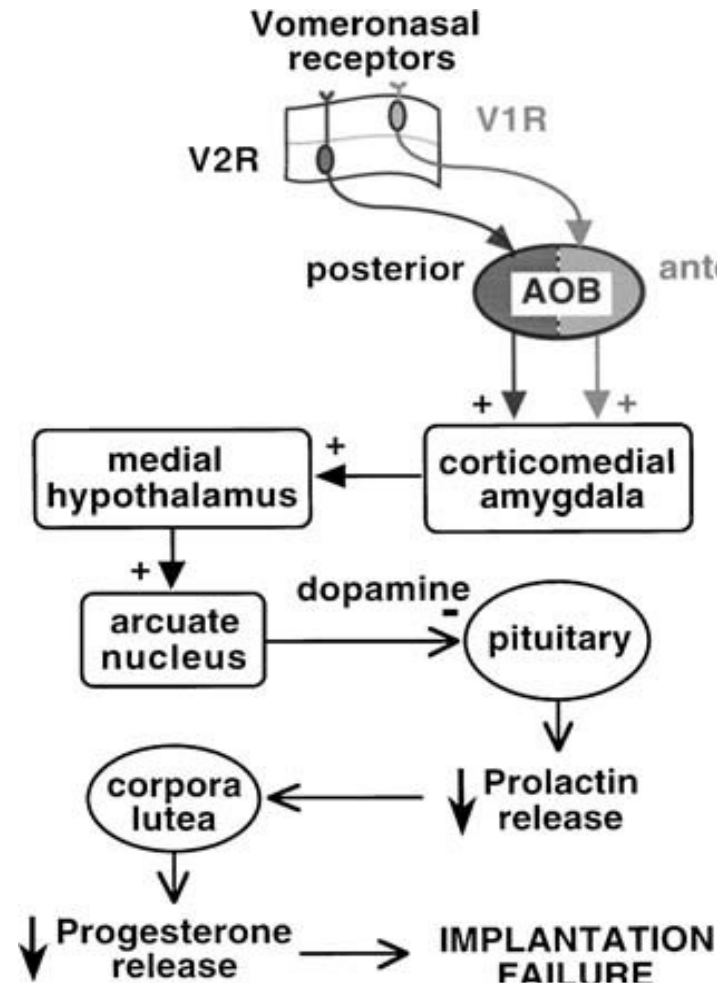 Vomeronasal
receptors
V1R
V2R
posterior
AOB
+
+
+
medial
hypothalamus
corticomedial
amygdala
+
dopamine
-
arcuate
nucleus
pituitary
corpora
lutea
Prolactin
release
Progesterone
release
IMPLANTATION
FAILURE